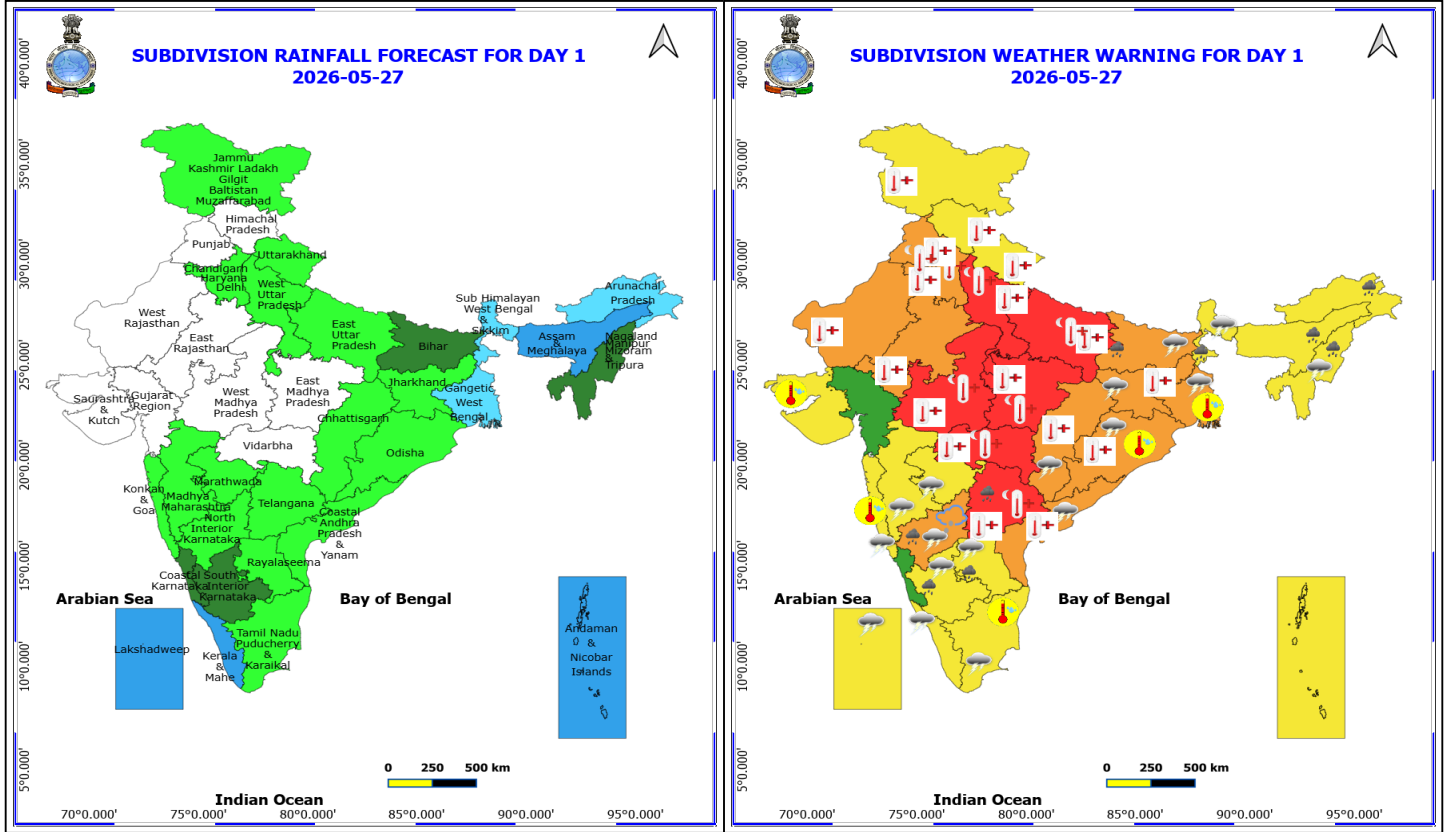 SUBDIVISION RAINFALL FORECAST FOR DAY 1
2026-05-27
40°0.000'
35°0.000'
30°0.000'
25°0.000'
20°0.000'
15°0.000'
10°0.000'
5°0.000'
Jammu
Kashmir Ladakh
Gilgit
Baltistan
Muzaffarabad
Himachal
Pradesh
Punjab
Uttarakhand
Chandigarh
Haryana
Delhi
West
Uttar
Pradesh
Arunachal
Pradesh
Sub Himalayan
West Bengal
&
Sikkim
West
Rajasthan
East
Rajasthan
East
Uttar
Pradesh
Bihar
Assam
&
Meghalaya
Nagaland
Manipur
Mizoram
&
Tripura
Saurashtra
&
Kutch
Gujarat
Region
West
Madhya
Pradesh
East
Madhya
Pradesh
Jharkhand
Gangetic
West
Bengal
Chhattisgarh
Vidarbha
Odisha
Konkan
&
Goa
Marathwada
Madhya
Maharashtra
Telangana
North
Interior
Karnataka
Coastal
Andhra
Pradesh
&
Yanam
Rayalaseema
Coastal
Karnataka
South
Interior
Karnataka
Arabian Sea
Bay of Bengal
Lakshadweep
Tamil Nadu
Puducherry
&
Karaikal
Kerala
&
Mahe
Andaman
&
Nicobar
Islands
0 250 500 km
Indian Ocean
70°0.000' 75°0.000' 80°0.000' 85°0.000' 90°0.000' 95°0.000'
SUBDIVISION WEATHER WARNING FOR DAY 1
2026-05-27
40°0.000'
35°0.000'
30°0.000'
25°0.000'
20°0.000'
15°0.000'
10°0.000'
5°0.000'
Arabian Sea
Bay of Bengal
0 250 500 km
Indian Ocean
70°0.000' 75°0.000' 80°0.000' 85°0.000' 90°0.000' 95°0.000'